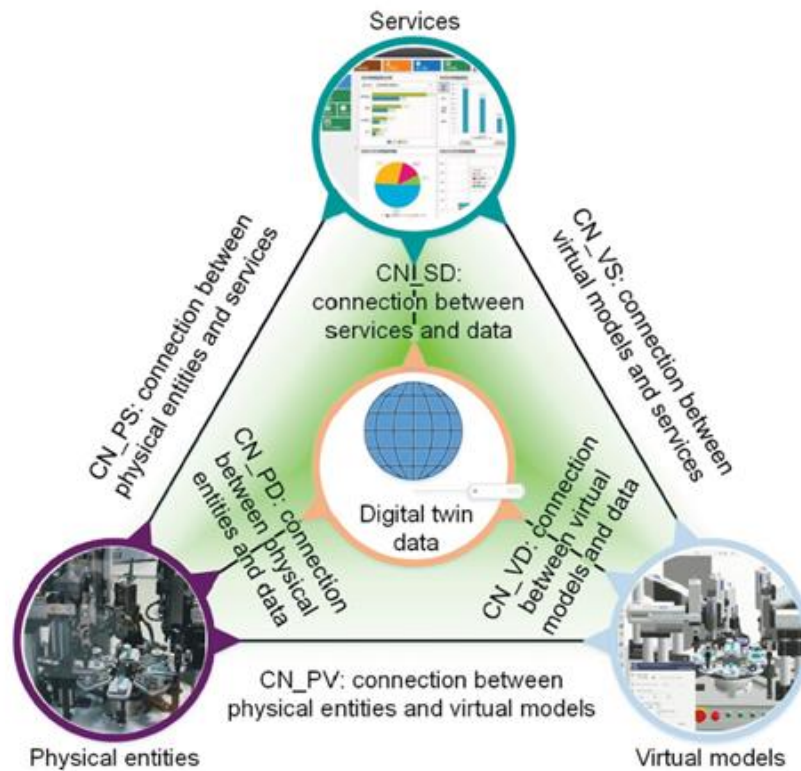 Services
CN_SD:
connection between
services and data
CN_PS: connection between
physical entities and services
CN_VS: connection between
virtual models and services
CN_PD: connection
between physical
entities and data
Digital twin
data
CN_VD: connection
between virtual
models and data
CN_PV: connection between
physical entities and virtual models
Physical entities
Virtual models